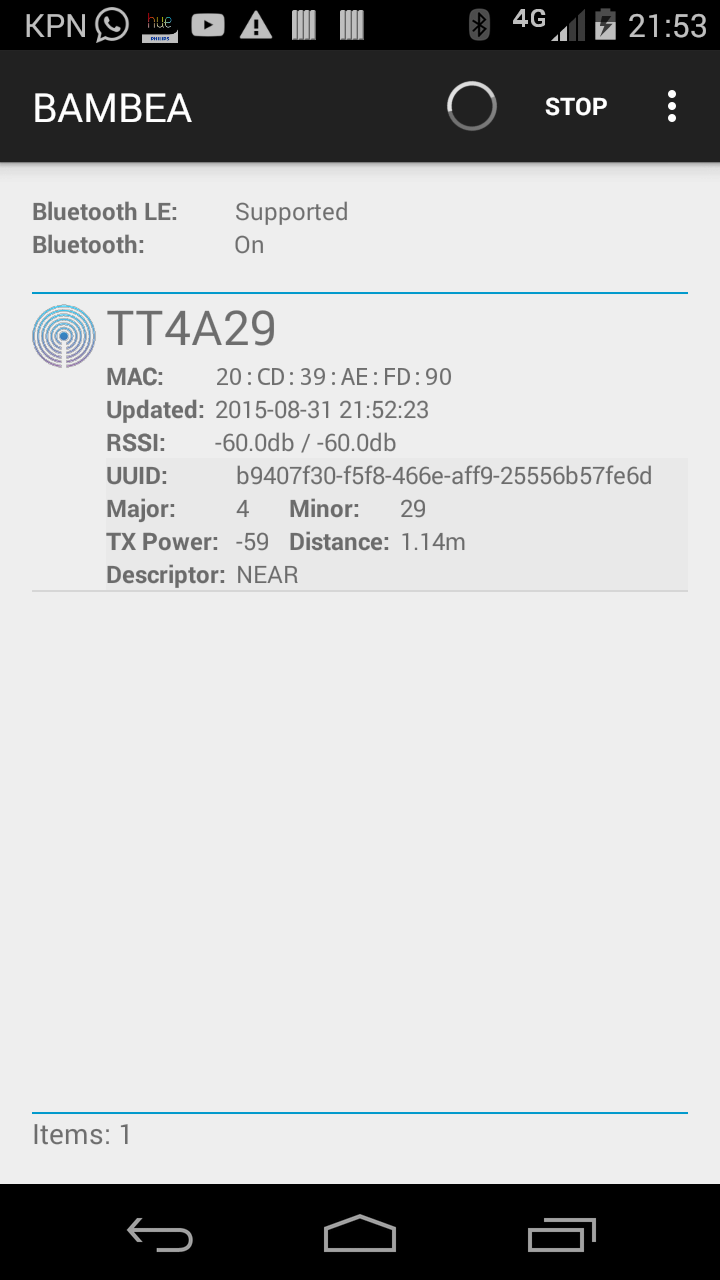 KPN hue PHILIPS 4G 21:53
BAMBEA STOP
Bluetooth LE: Supported
Bluetooth: On
TT4A29
MAC: 20:CD:39:AE:FD:90
Updated: 2015-08-31 21:52:23
RSSI: -60.0db / -60.0db
UUID: b9407f30-f5f8-466e-aff9-25556b57fe6d
Major: 4 Minor: 29
TX Power: -59 Distance: 1.14m
Descriptor: NEAR
Items: 1